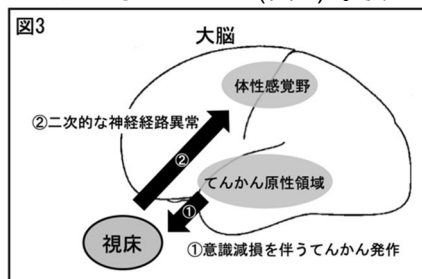 図3
大脳
体性感覚野
②二次的な神経経路異常
②
てんかん原性領域
①
視床
①意識減損を伴うてんかん発作